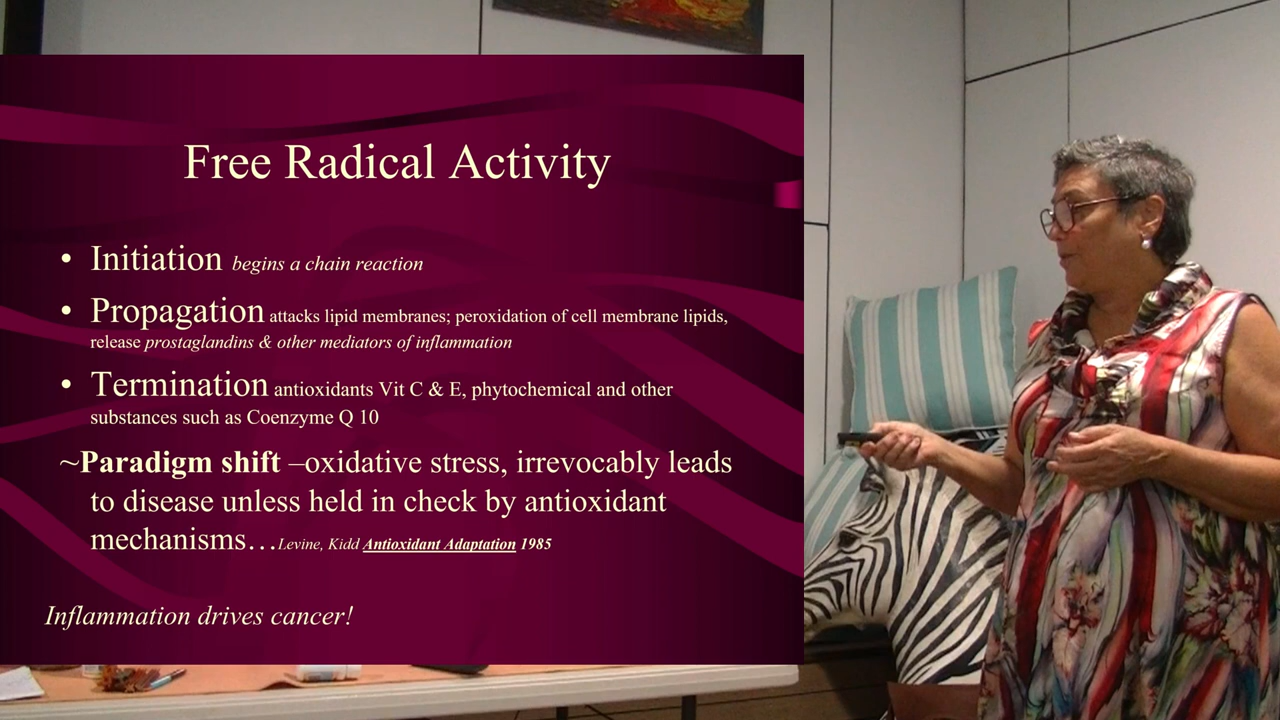 Free Radical Activity
• Initiation begins a chain reaction
• Propagation attacks lipid membranes; peroxidation of cell membrane lipids,
release prostaglandins & other mediators of inflammation
• Termination antioxidants Vit C & E, phytochemical and other
substances such as Coenzyme Q 10
~Paradigm shift –oxidative stress, irrevocably leads
to disease unless held in check by antioxidant
mechanisms…Levine, Kidd Antioxidant Adaptation 1985
Inflammation drives cancer!